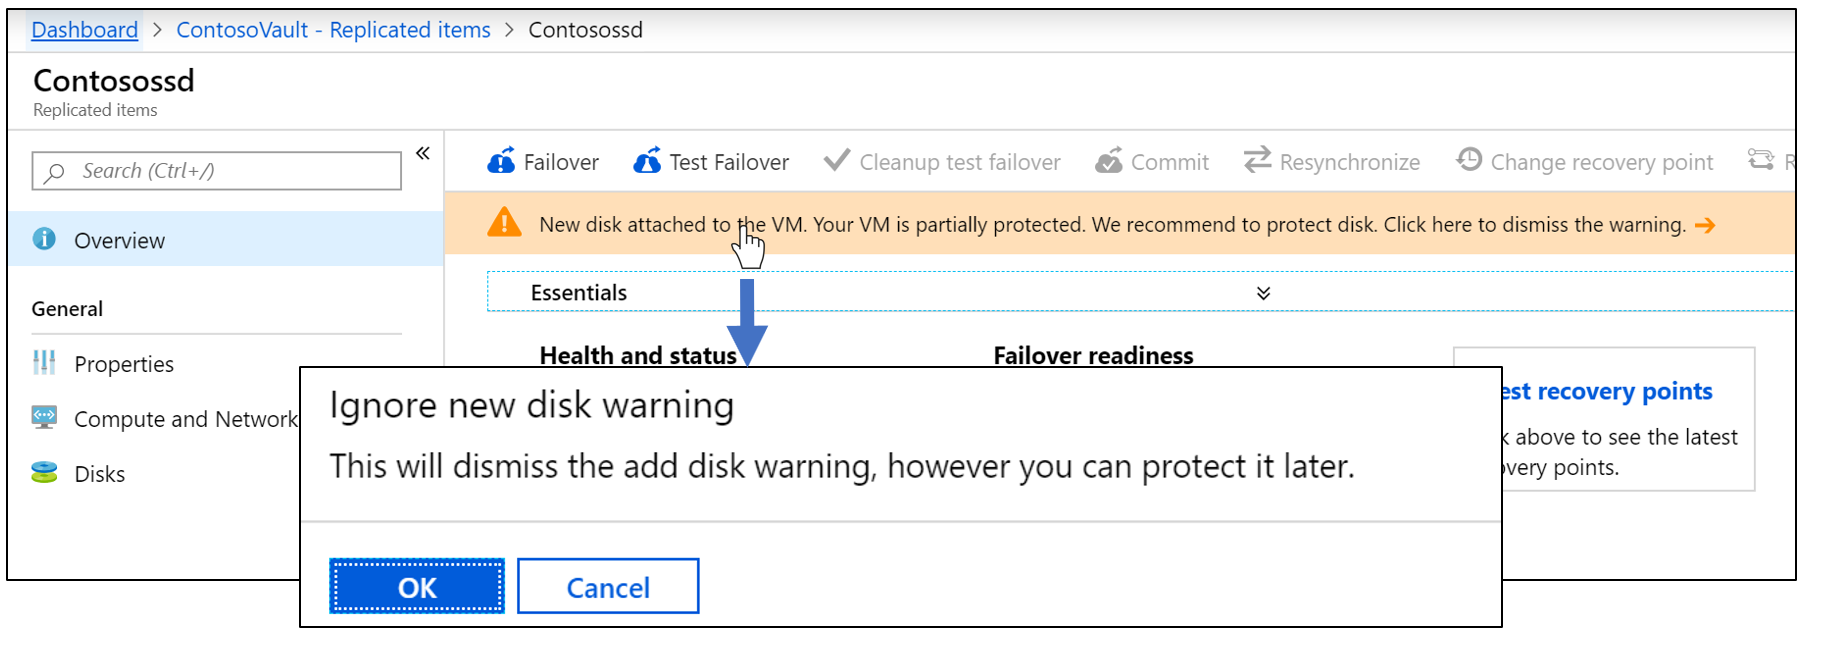 Dashboard > ContosoVault - Replicated items > Contosossd
Contosossd
Replicated items
Search (Ctrl+/)
«
Overview
General
Properties
Compute and Network
Disks
Failover Test Failover Cleanup test failover Commit Resynchronize Change recovery point R
New disk attached to the VM. Your VM is partially protected. We recommend to protect disk. Click here to dismiss the warning. →
Essentials
Health and status
Failover readiness
est recovery points
k above to see the latest
overy points.
Ignore new disk warning
This will dismiss the add disk warning, however you can protect it later.
OK
Cancel